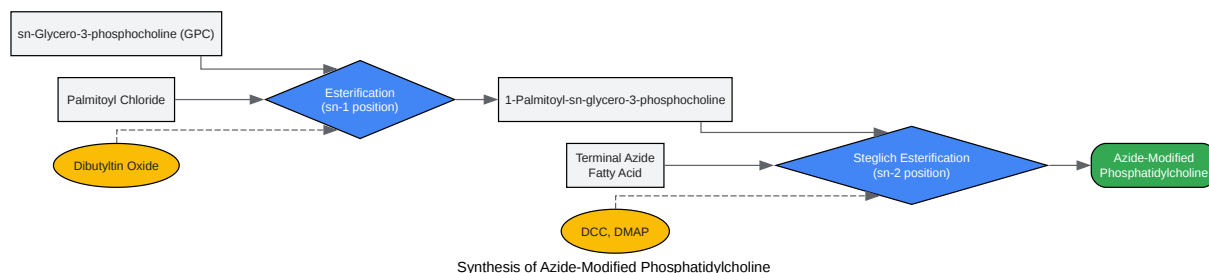 sn-Glycero-3-phosphocholine (GPC)
Palmitoyl Chloride
Dibutyltin Oxide
Esterification
(sn-1 position)
1-Palmitoyl-sn-glycero-3-phosphocholine
Terminal Azide
Fatty Acid
DCC, DMAP
Steglich Esterification
(sn-2 position)
Azide-Modified
Phosphatidylcholine
Synthesis of Azide-Modified Phosphatidylcholine